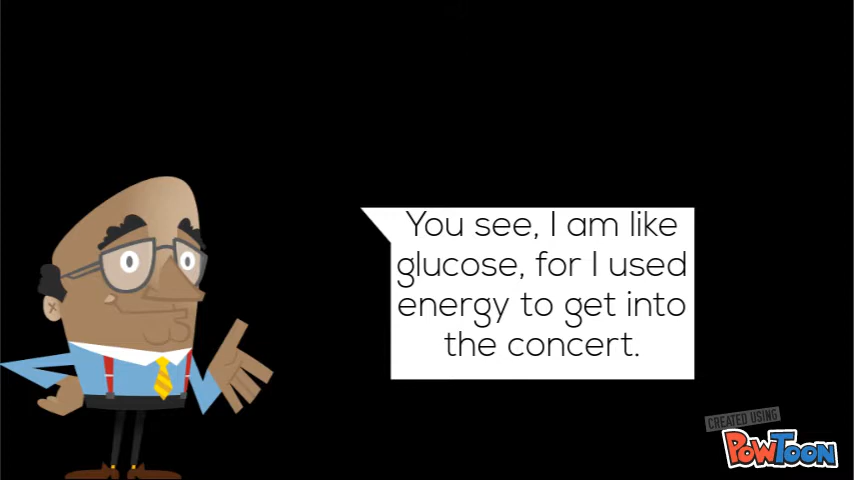 You see, I am like
glucose, for I used
energy to get into
the concert.
CREATED USING
POWTOON